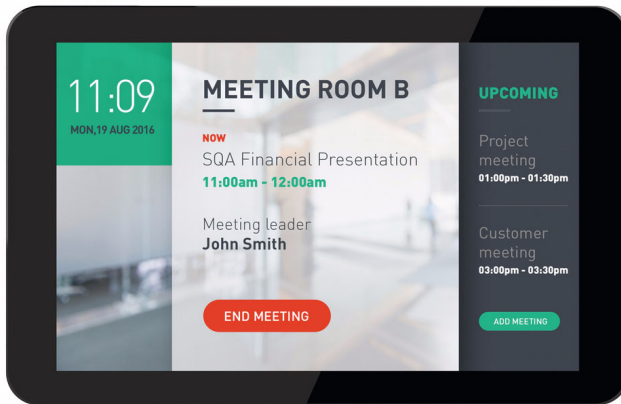 11:09
MON,19 AUG 2016
MEETING ROOM B
NOW
SQA Financial Presentation
11:00am - 12:00am
Meeting leader
John Smith
END MEETING
UPCOMING
Project
meeting
01:00pm - 01:30pm
Customer
meeting
03:00pm - 03:30pm
ADD MEETING